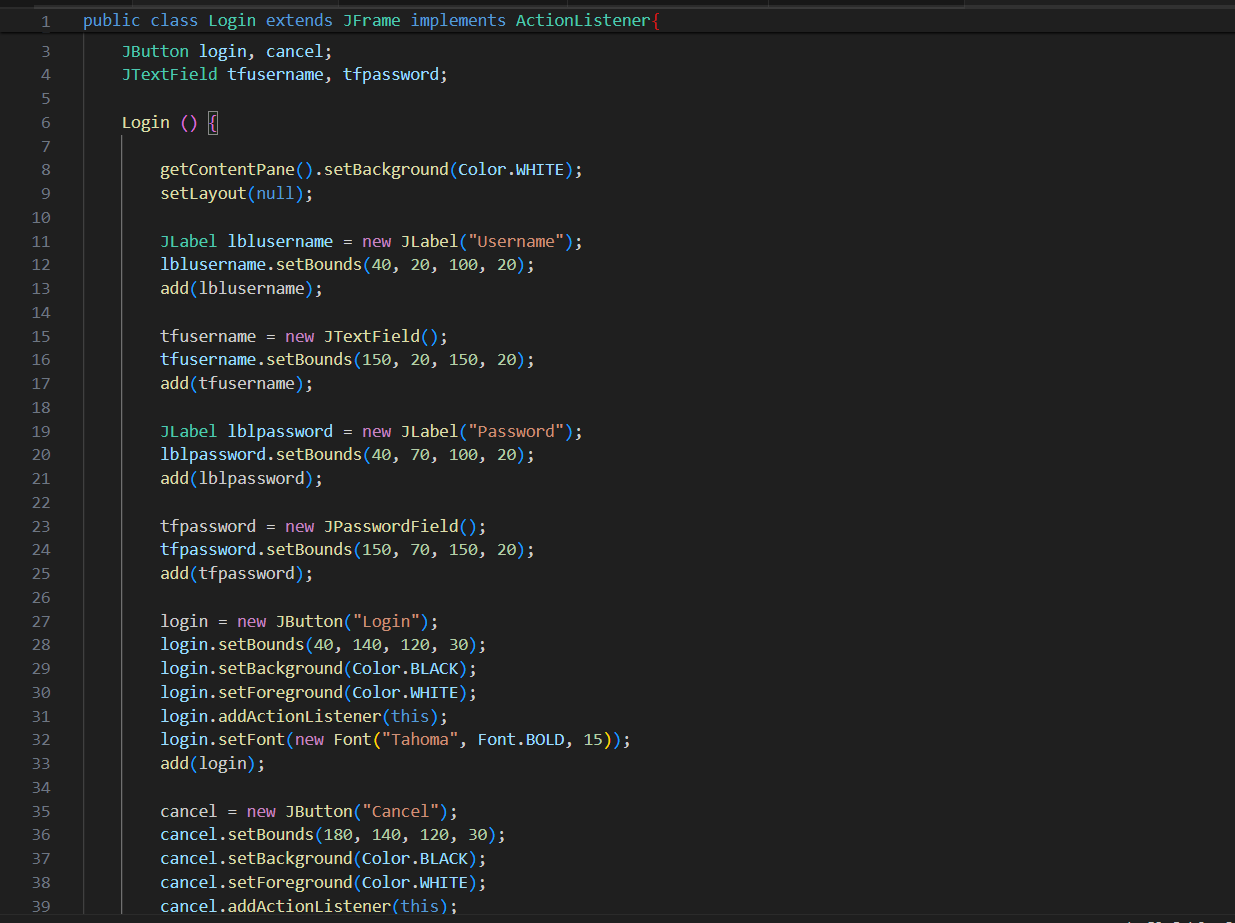 1 public class Login extends JFrame implements ActionListener{
3 JButton login, cancel;
4 JTextField tfusername, tfpassword;
5
6 Login () {
7
8 getContentPane().setBackground(Color.WHITE);
9 setLayout(null);
10
11 JLabel lblusername = new JLabel("Username");
12 lblusername.setBounds(40, 20, 100, 20);
13 add(lblusername);
14
15 tfusername = new JTextField();
16 tfusername.setBounds(150, 20, 150, 20);
17 add(tfusername);
18
19 JLabel lblpassword = new JLabel("Password");
20 lblpassword.setBounds(40, 70, 100, 20);
21 add(lblpassword);
22
23 tfpassword = new JPasswordField();
24 tfpassword.setBounds(150, 70, 150, 20);
25 add(tfpassword);
26
27 login = new JButton("Login");
28 login.setBounds(40, 140, 120, 30);
29 login.setBackground(Color.BLACK);
30 login.setForeground(Color.WHITE);
31 login.addActionListener(this);
32 login.setFont(new Font("Tahoma", Font.BOLD, 15));
33 add(login);
34
35 cancel = new JButton("Cancel");
36 cancel.setBounds(180, 140, 120, 30);
37 cancel.setBackground(Color.BLACK);
38 cancel.setForeground(Color.WHITE);
39 cancel.addActionListener(this);